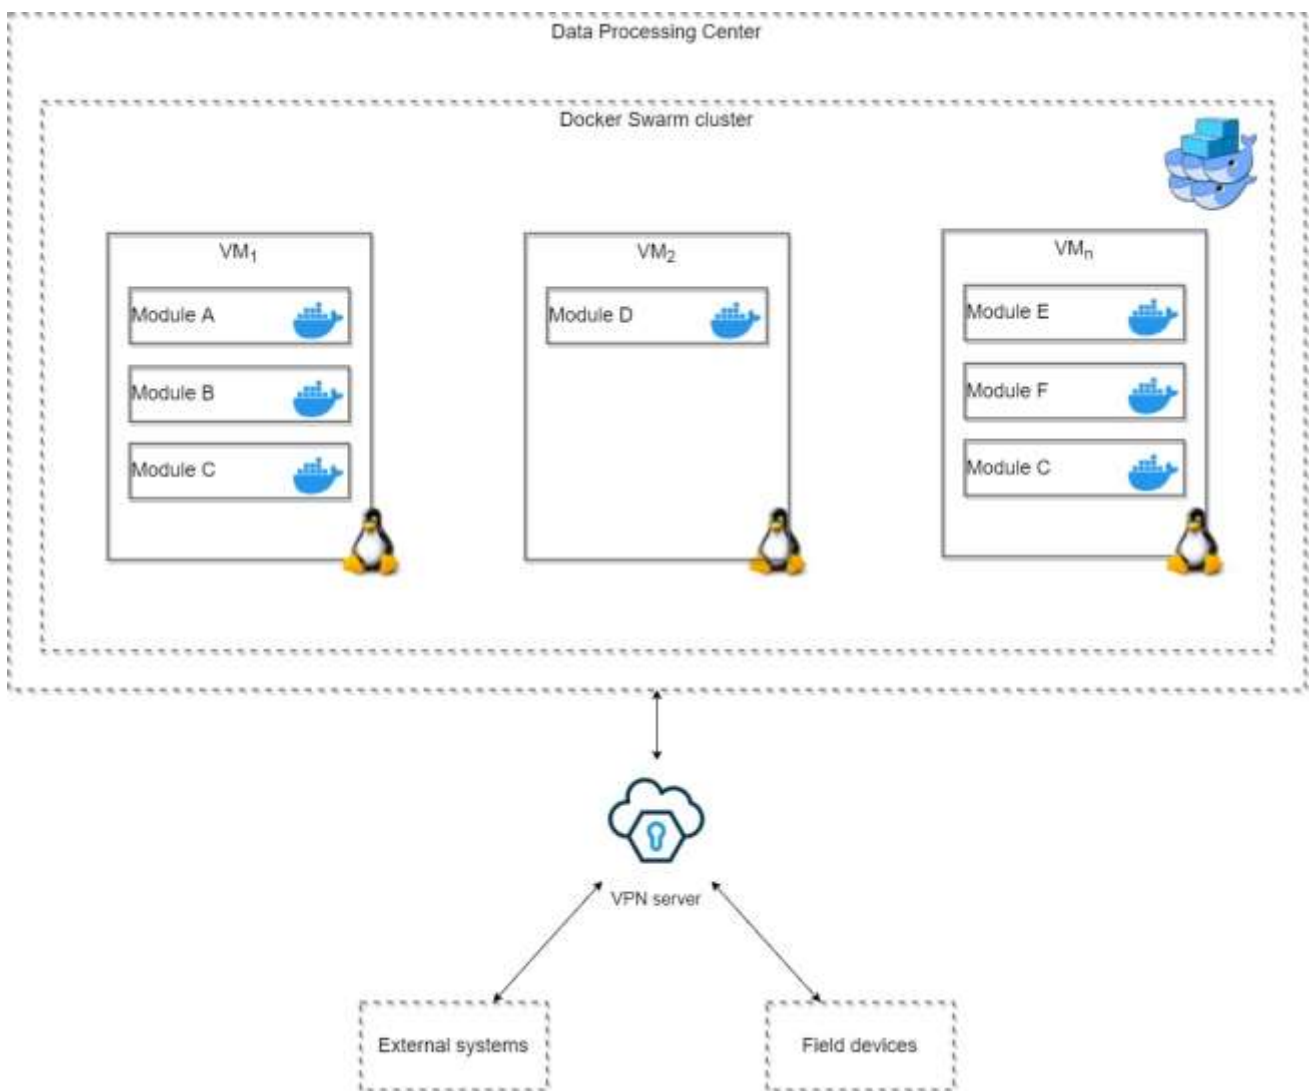 Data Processing Center
Docker Swarm cluster
VM1
Module A
Module B
Module C
VM2
Module D
VMn
Module E
Module F
Module C
VPN server
External systems
Field devices